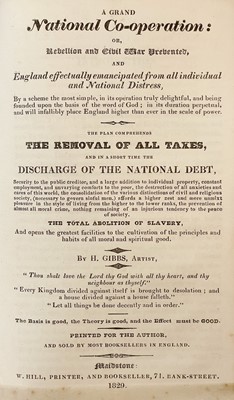 A GRAND
National Co-operation:
OR,
Rebellion and Civil War Prevented,
AND
England effectually emancipated from all individual
and National Distress,
By a scheme the most simple, in its operation truly delightful, and being
founded upon the basis of the word of God; in its duration perpetual,
and will infallibly place England higher than ever in the scale of power.
THE PLAN COMPREHENDS
THE REMOVAL OF ALL TAXES,
AND IN A SHORT TIME THE
DISCHARGE OF THE NATIONAL DEBT,
Security to the public creditor, and a large addition to individual property, constant
employment, and unvarying comforts to the poor, the destruction of all anxieties and
cares of this world, the consolidation of the various distinctions of civil and religious
society, (necessary to govern sinful men,) affords a higher zest and more manly
pleasure in the style of living from the higher to the lower ranks, the prevention of
almost all moral crime, nothing remaining of an injurious tendency to the peace
of society.
THE TOTAL ABOLITION OF SLAVERY,
And opens the greatest facilities to the cultivation of the principles and
habits of all moral and spiritual good.
By H. GIBBS, ARTIST,
"Thou shalt love the Lord thy God with all thy heart, and thy
neighbour as thyself."
"Every Kingdom divided against itself is brought to desolation; and
a house divided against a house falleth."
"Let all things be done decently and in order."
The Basis is good, the Theory is good, and the Effect must be GOOD.
PRINTED FOR THE AUTHOR,
AND SOLD BY MOST BOOKSELLERS IN ENGLAND.
Maidstone:
W. HILL, PRINTER, AND BOOKSELLER, 71, BANK-STREET.
1820.